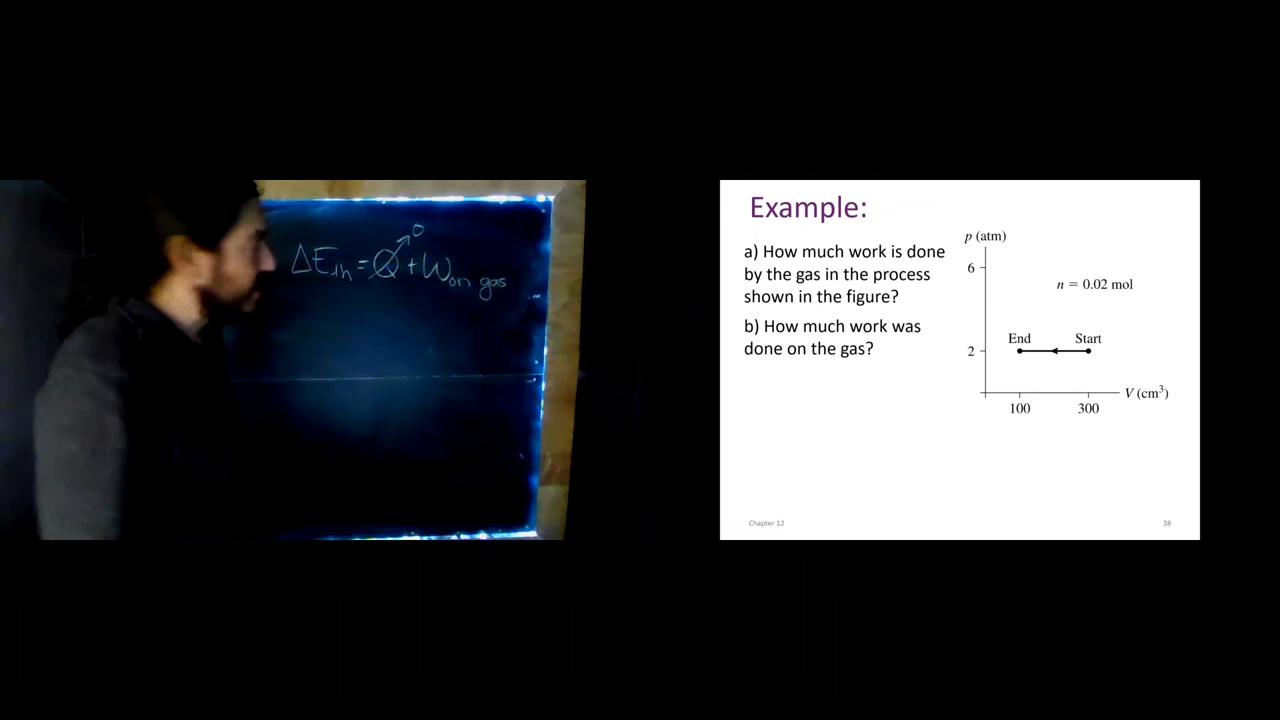 ΔE_th = Q↗0 + W_on gas
Example:
a) How much work is done
by the gas in the process
shown in the figure?
b) How much work was
done on the gas?
p (atm)
6
n = 0.02 mol
End Start
2
V (cm³)
100 300
Chapter 12
38